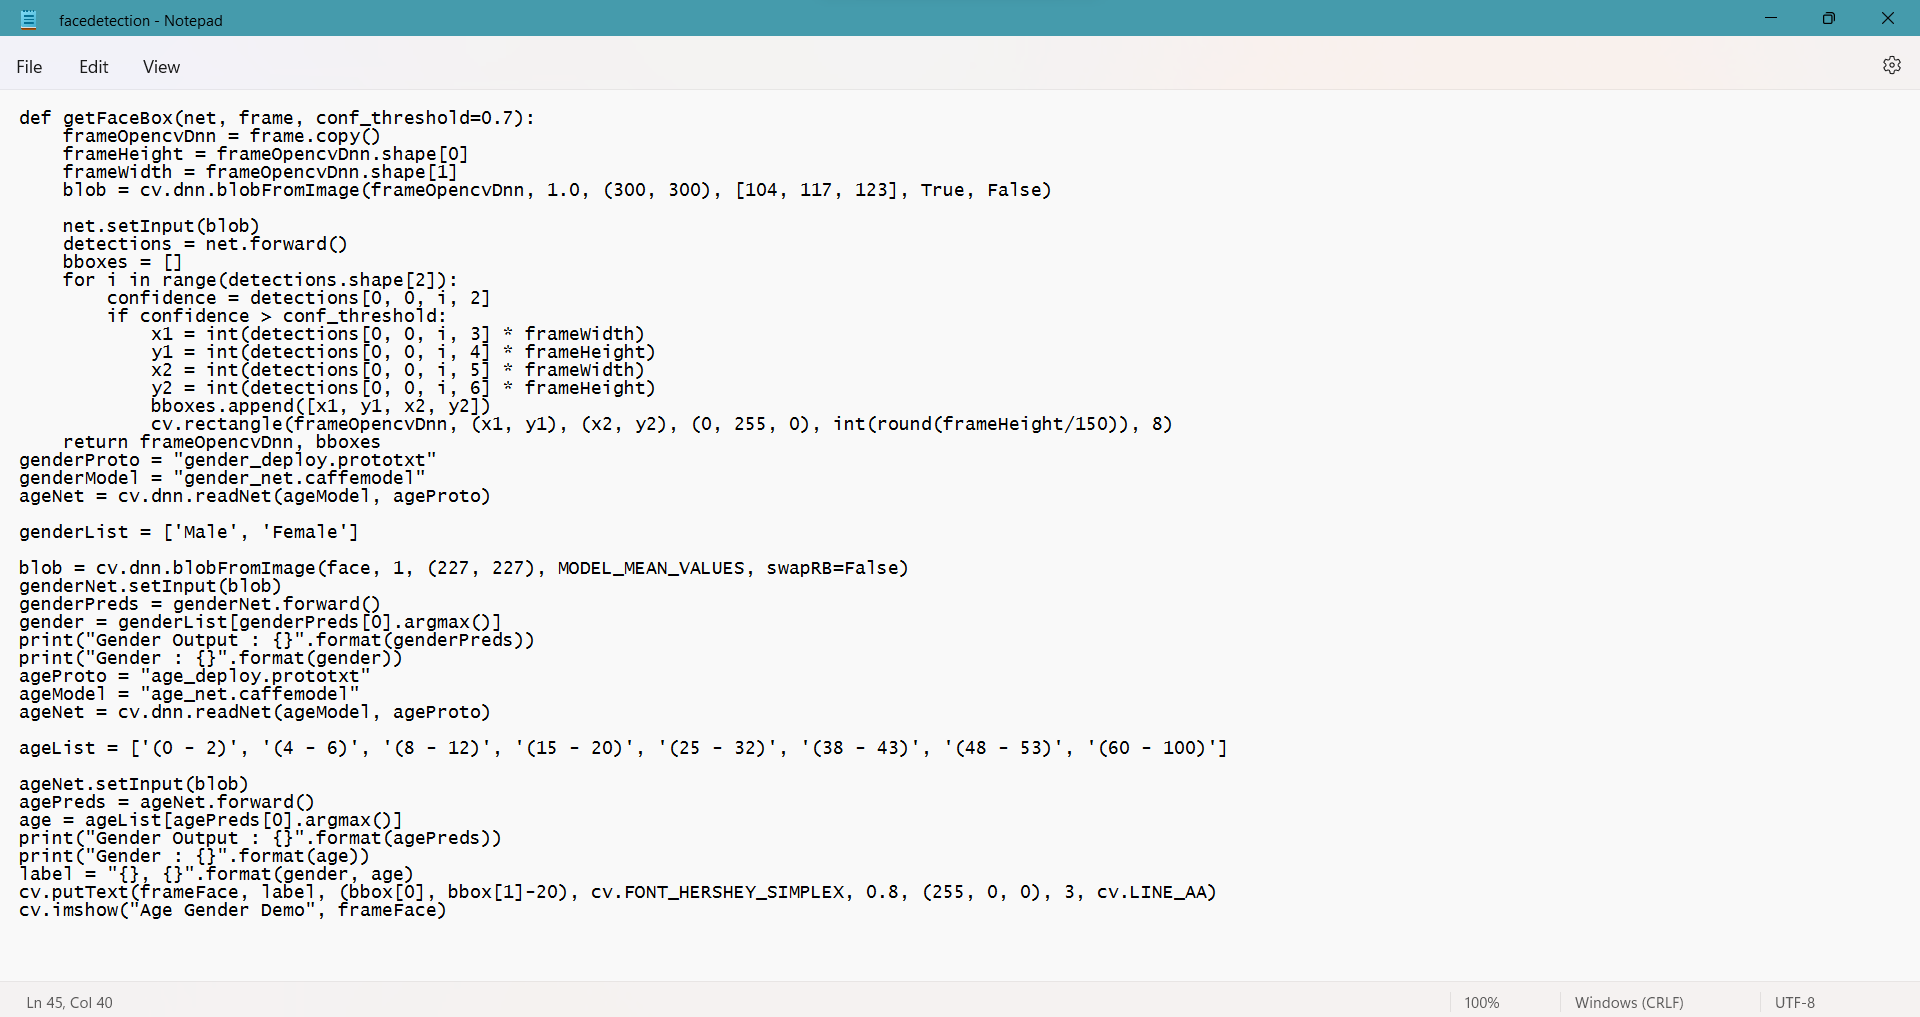 facedetection - Notepad
File Edit View
def getFaceBox(net, frame, conf_threshold=0.7):
    frameOpencvDnn = frame.copy()
    frameHeight = frameOpencvDnn.shape[0]
    frameWidth = frameOpencvDnn.shape[1]
    blob = cv.dnn.blobFromImage(frameOpencvDnn, 1.0, (300, 300), [104, 117, 123], True, False)

    net.setInput(blob)
    detections = net.forward()
    bboxes = []
    for i in range(detections.shape[2]):
        confidence = detections[0, 0, i, 2]
        if confidence > conf_threshold:
            x1 = int(detections[0, 0, i, 3] * frameWidth)
            y1 = int(detections[0, 0, i, 4] * frameHeight)
            x2 = int(detections[0, 0, i, 5] * frameWidth)
            y2 = int(detections[0, 0, i, 6] * frameHeight)
            bboxes.append([x1, y1, x2, y2])
            cv.rectangle(frameOpencvDnn, (x1, y1), (x2, y2), (0, 255, 0), int(round(frameHeight/150)), 8)
    return frameOpencvDnn, bboxes
genderProto = "gender_deploy.prototxt"
genderModel = "gender_net.caffemodel"
ageNet = cv.dnn.readNet(ageModel, ageProto)

genderList = ['Male', 'Female']

blob = cv.dnn.blobFromImage(face, 1, (227, 227), MODEL_MEAN_VALUES, swapRB=False)
genderNet.setInput(blob)
genderPreds = genderNet.forward()
gender = genderList[genderPreds[0].argmax()]
print("Gender Output : {}".format(genderPreds))
print("Gender : {}".format(gender))
ageProto = "age_deploy.prototxt"
ageModel = "age_net.caffemodel"
ageNet = cv.dnn.readNet(ageModel, ageProto)

ageList = ['(0 - 2)', '(4 - 6)', '(8 - 12)', '(15 - 20)', '(25 - 32)', '(38 - 43)', '(48 - 53)', '(60 - 100)']

ageNet.setInput(blob)
agePreds = ageNet.forward()
age = ageList[agePreds[0].argmax()]
print("Gender Output : {}".format(agePreds))
print("Gender : {}".format(age))
label = "{}, {}".format(gender, age)
cv.putText(frameFace, label, (bbox[0], bbox[1]-20), cv.FONT_HERSHEY_SIMPLEX, 0.8, (255, 0, 0), 3, cv.LINE_AA)
cv.imshow("Age Gender Demo", frameFace)
Ln 45, Col 40 100% Windows (CRLF) UTF-8